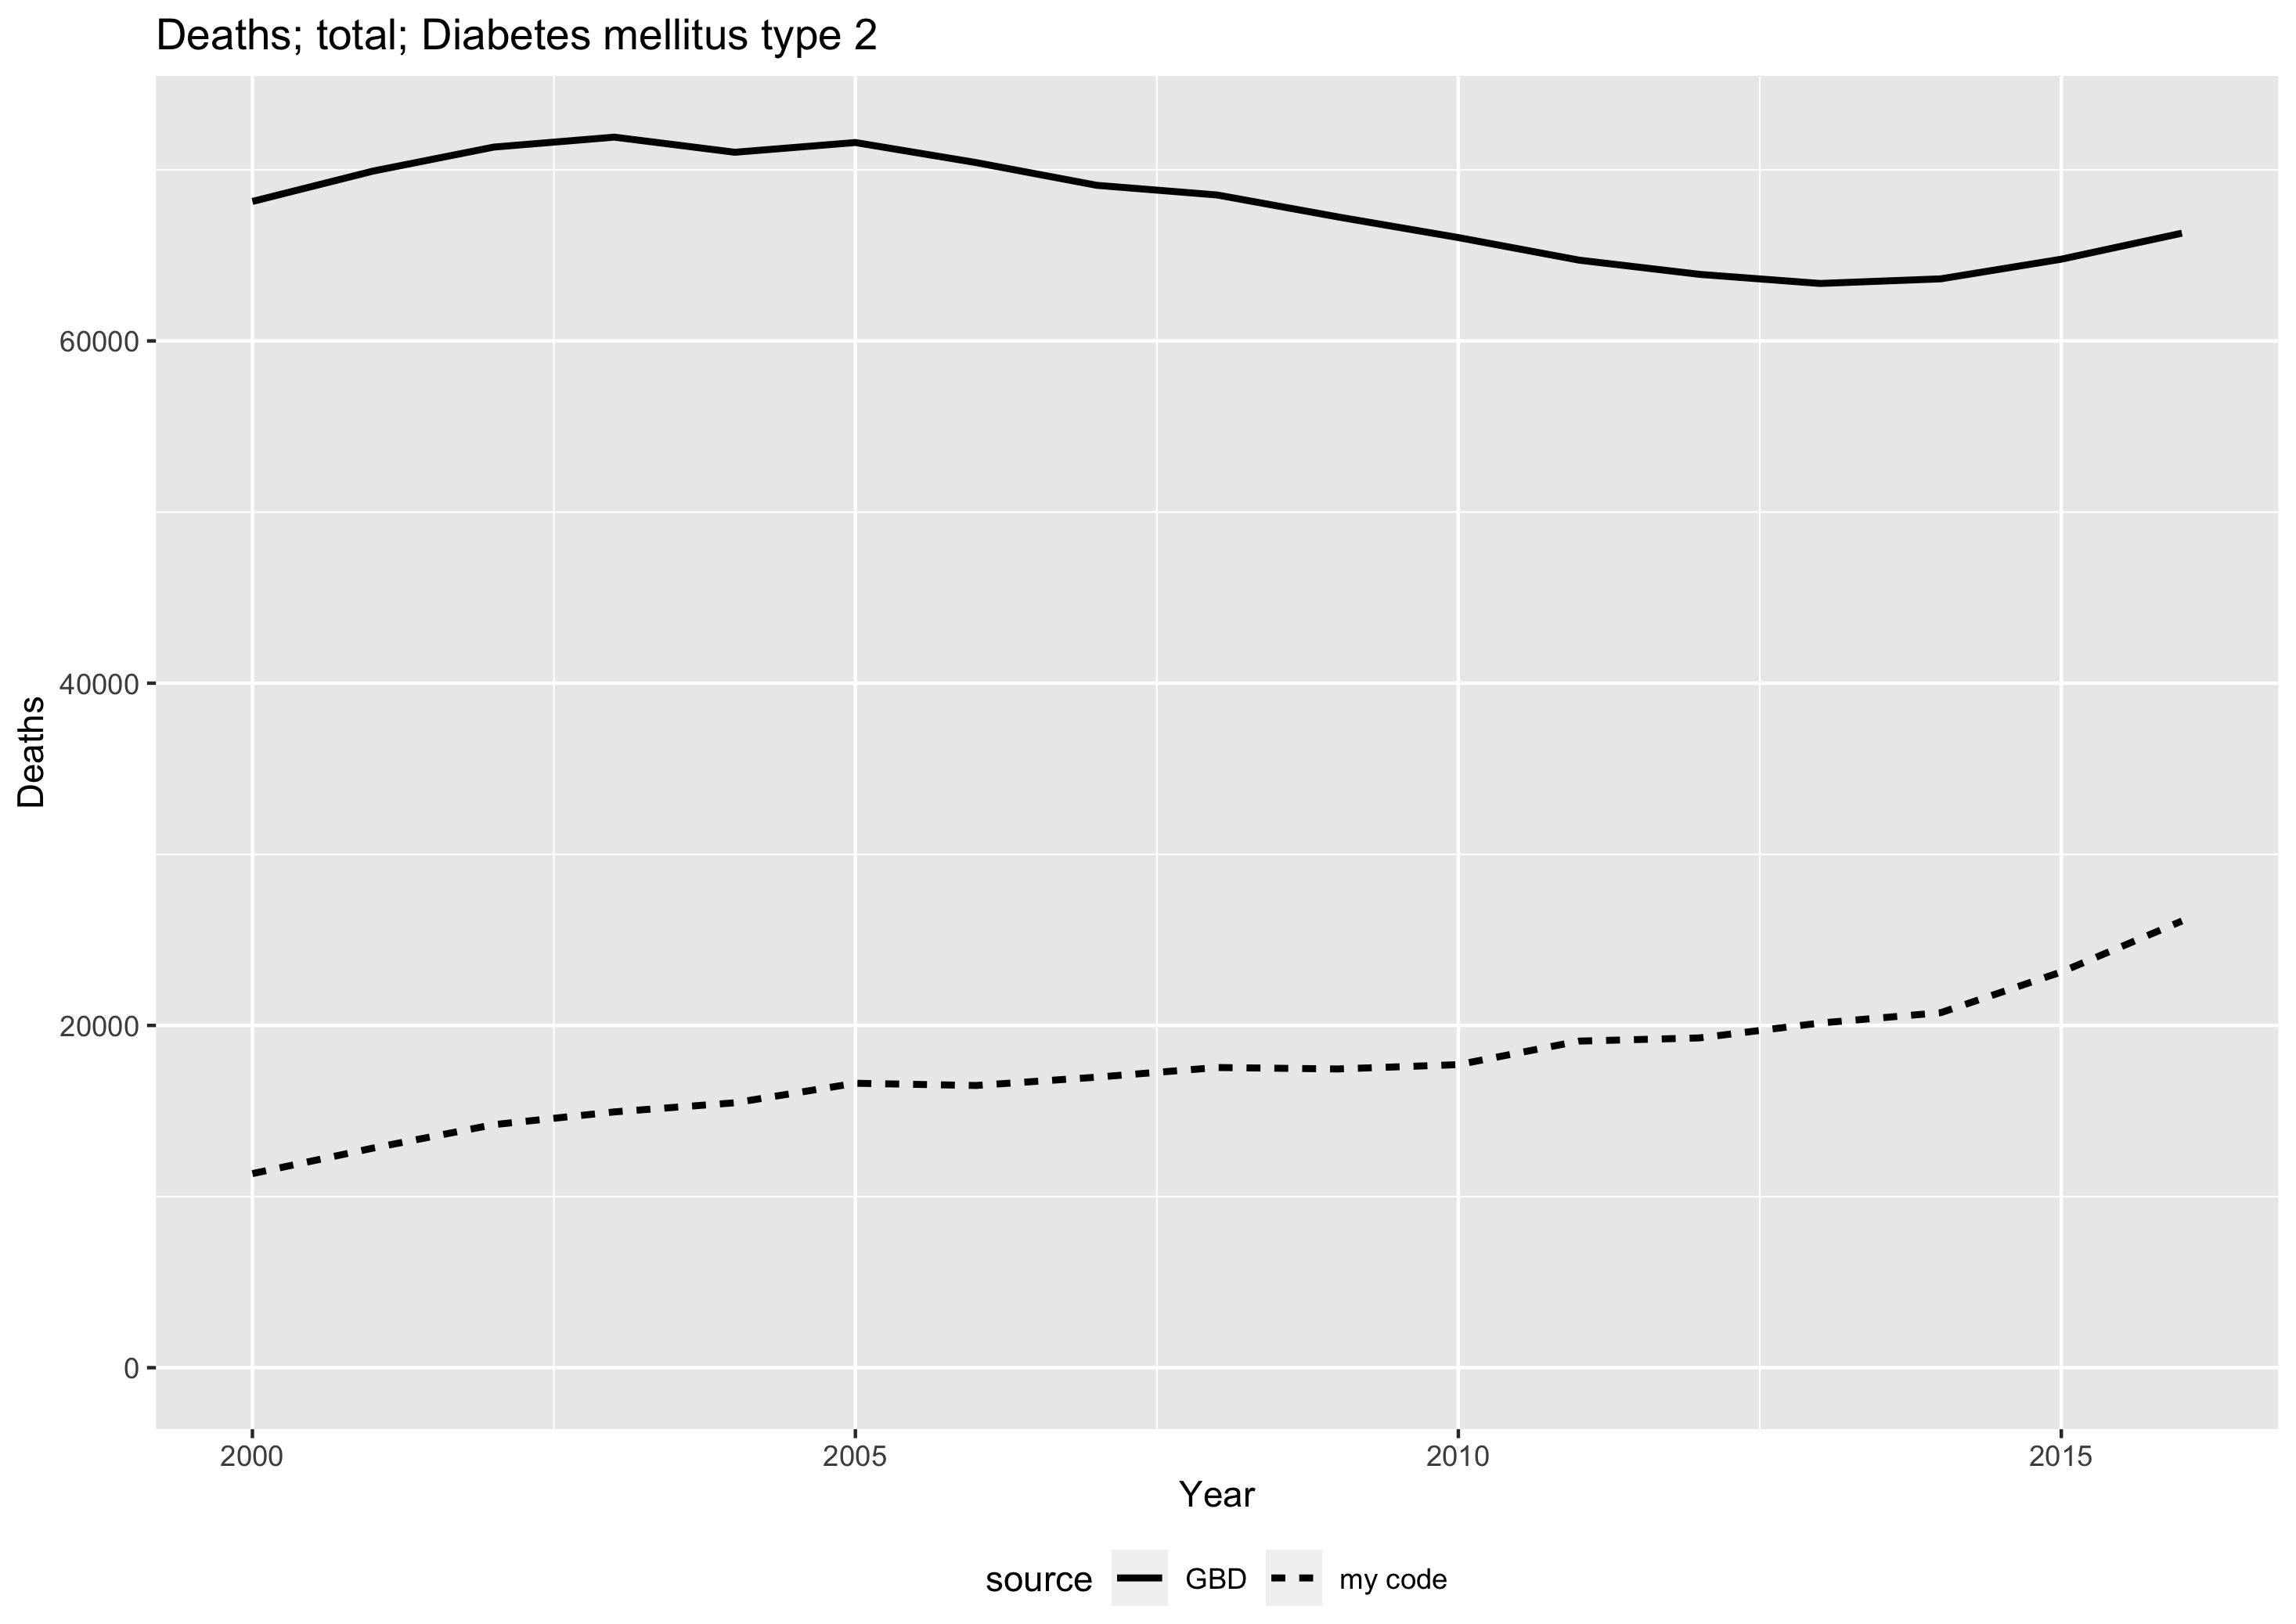 Deaths; total; Diabetes mellitus type 2
60000
40000
20000
0
Deaths
2000 2005 2010 2015
Year
source GBD my code